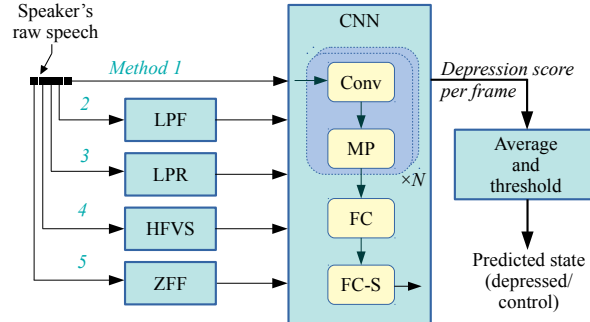 Speaker's
raw speech
CNN
Method 1
Conv
Depression score
per frame
2
LPF
MP
3
LPR
×N
Average
and
threshold
4
HFVS
FC
5
ZFF
FC-S
Predicted state
(depressed/
control)